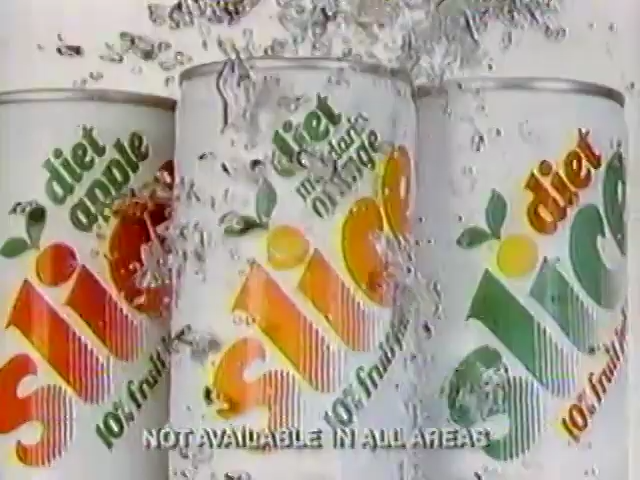 diet
apple
slice
10% fruit
diet
mandarin
orange
slice
10% fruit
diet
slice
10% fruit
NOT AVAILABLE IN ALL AREAS